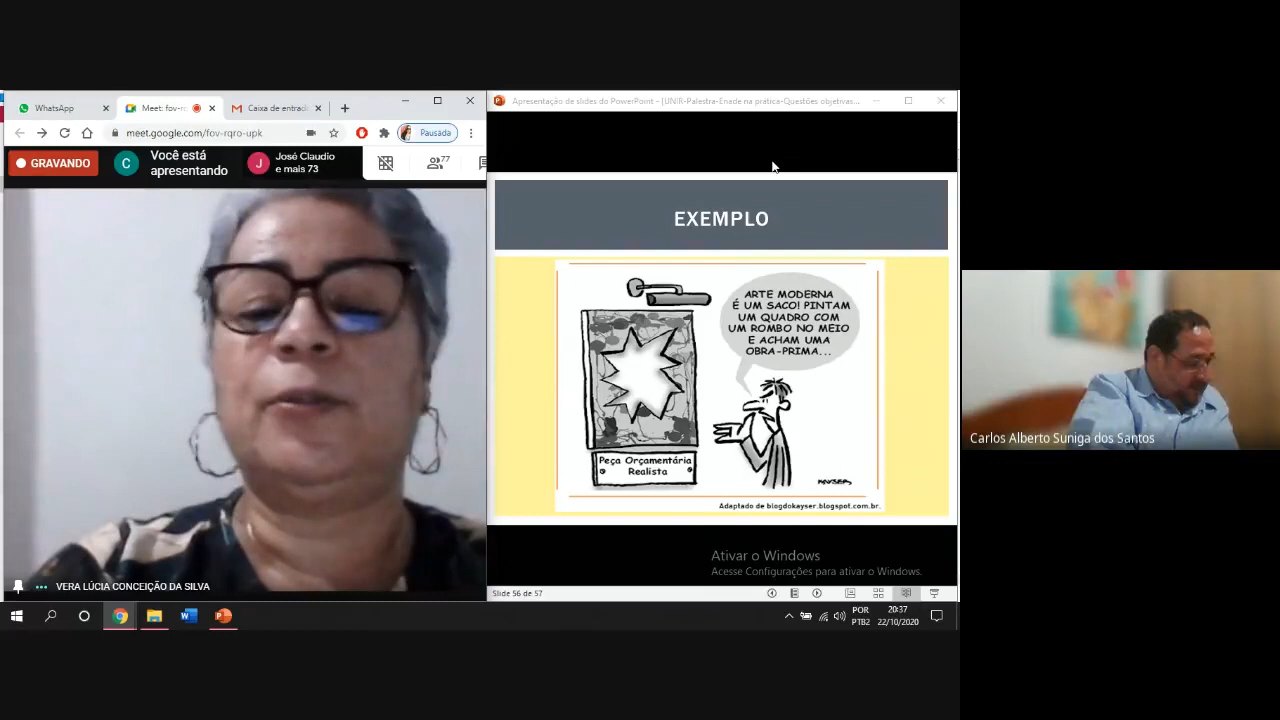 WhatsApp
Meet: fov-r
Caixa de entrad
meet.google.com/fov-rqro-upk
Pausada
GRAVANDO
C
Você está
apresentando
J
José Claudio
e mais 73
77
VERA LÚCIA CONCEIÇÃO DA SILVA
Apresentação de slides do PowerPoint - [UNIR-Palestra-Enade na prática-Questões objetivas...
EXEMPLO
ARTE MODERNA
É UM SACO! PINTAM
UM QUADRO COM
UM ROMBO NO MEIO
E ACHAM UMA
OBRA-PRIMA...
Peça Orçamentária
Realista
KAYSER
Adaptado de blogdokayser.blogspot.com.br.
Ativar o Windows
Acesse Configurações para ativar o Windows.
Slide 56 de 57
POR
PTB2
20:37
22/10/2020
Carlos Alberto Suniga dos Santos